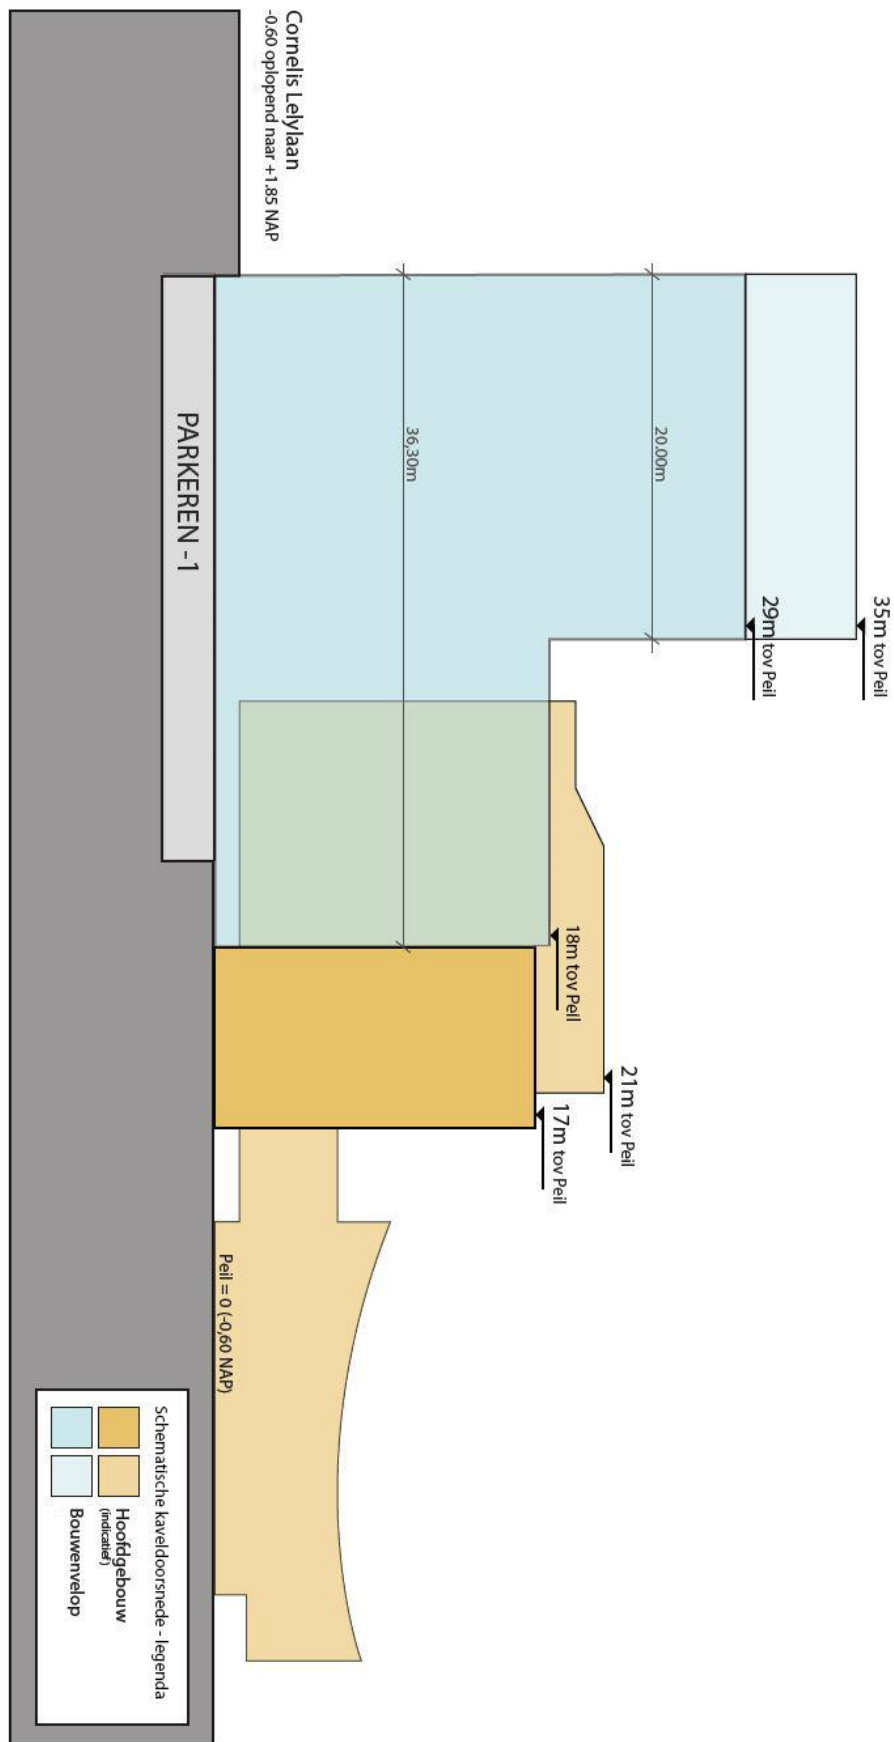 35m tov Peil
29m tov Peil
20.00m
21m tov Peil
18m tov Peil
17m tov Peil
36,30m
Cornelis Lelylaan
-0.60 oplopend naar +1.85 NAP
Peil = 0 (-0,60 NAP)
PARKEREN -1
Schematische kaveldoorsnede - legenda
Hoofdgebouw
(indicatief)
Bouwenvelop